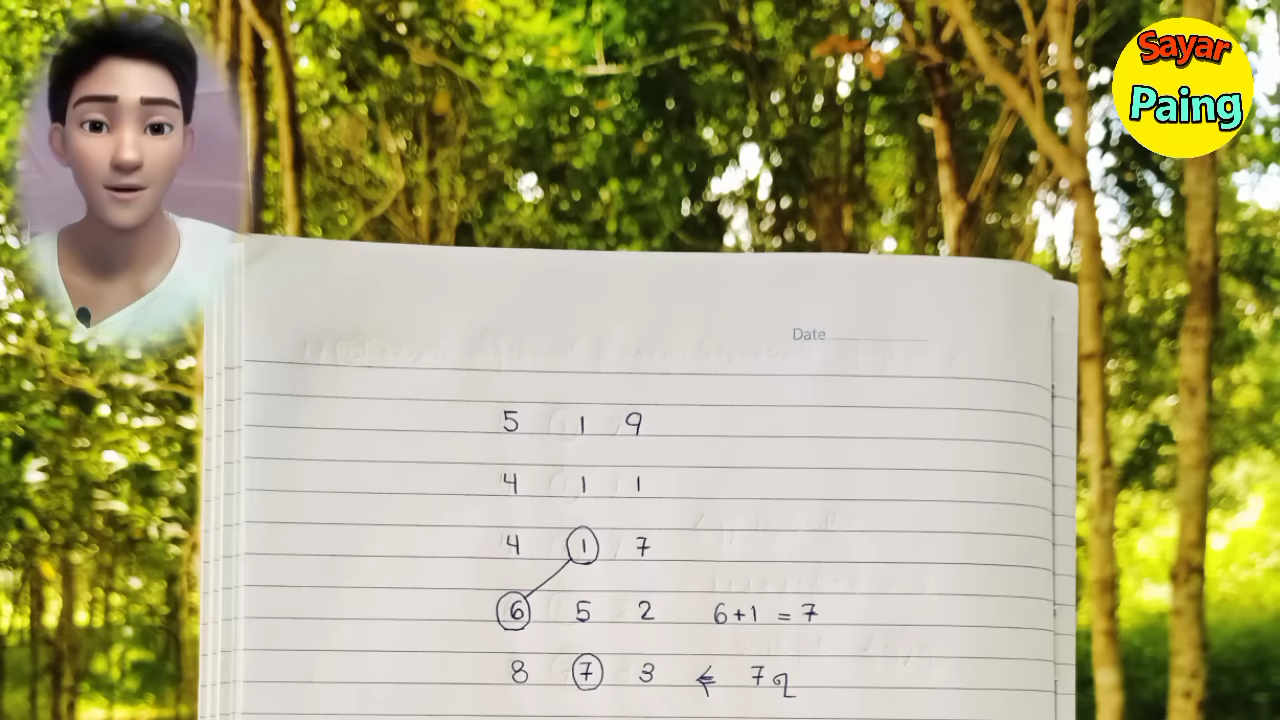 Sayar
Paing
Date
5 1 9
4 1 1
4 1 7
6 5 2 6+1 = 7
8 7 3 ⇐ 7 ရ